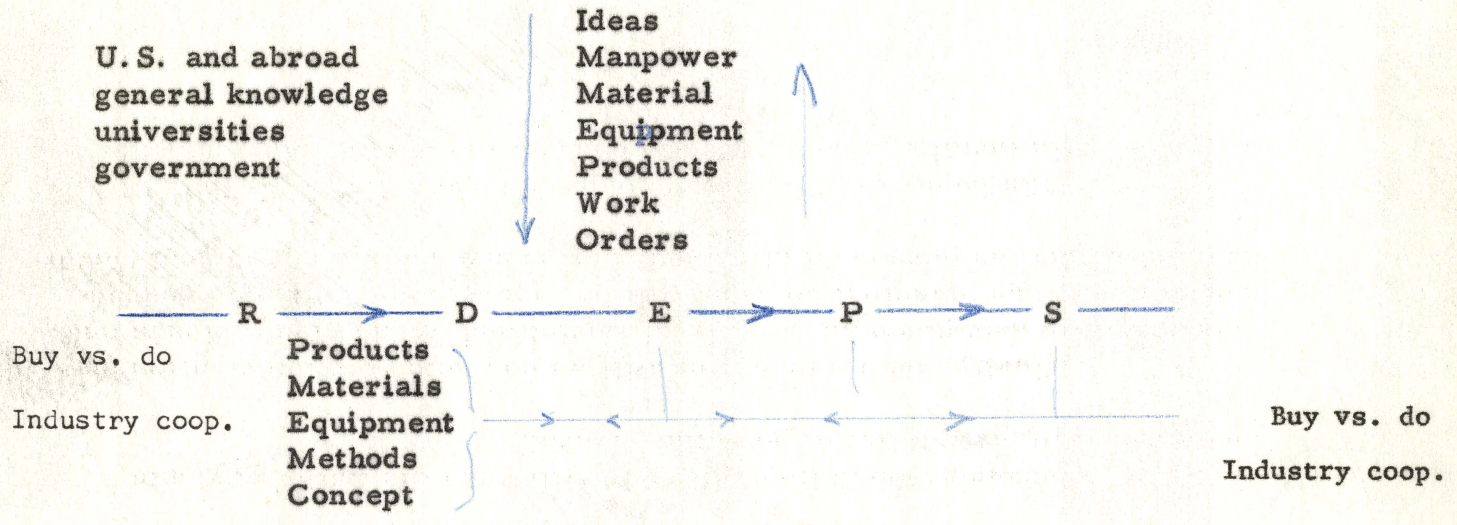 U.S. and abroad
general knowledge
universities
government
Ideas
Manpower
Material
Equipment
Products
Work
Orders
R D E P S
Buy vs. do
Industry coop.
Products
Materials
Equipment
Methods
Concept
Buy vs. do
Industry coop.